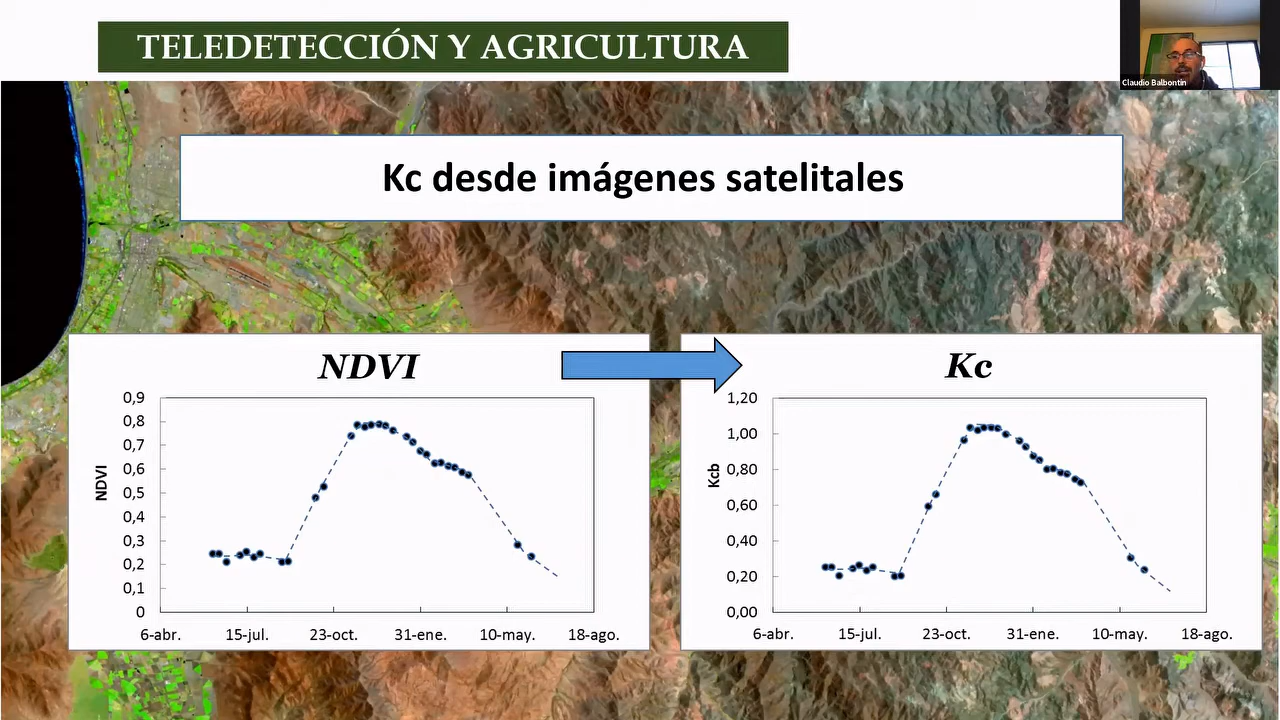 TELEDETECCIÓN Y AGRICULTURA
Claudio Balbontin
Kc desde imágenes satelitales
NDVI
0,9
0,8
0,7
0,6
0,5
0,4
0,3
0,2
0,1
0
NDVI
6-abr. 15-jul. 23-oct. 31-ene. 10-may. 18-ago.
Kc
1,20
1,00
0,80
0,60
0,40
0,20
0,00
Kcb
6-abr. 15-jul. 23-oct. 31-ene. 10-may. 18-ago.